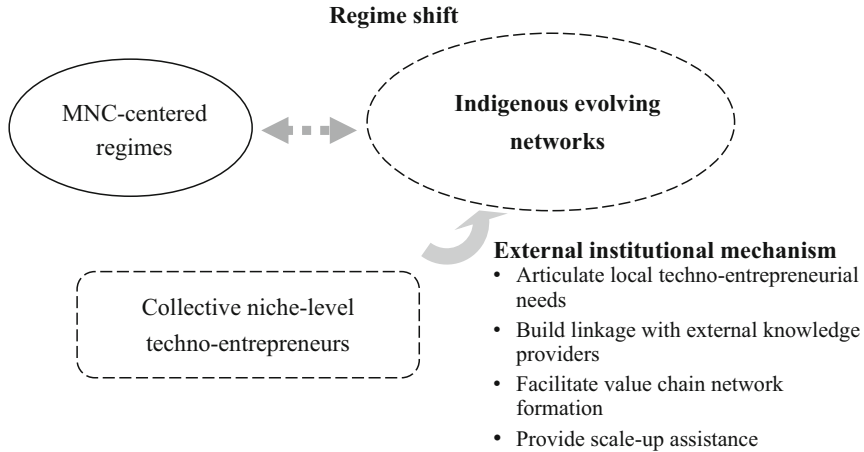 Regime shift
MNC-centered
regimes
Indigenous evolving
networks
External institutional mechanism
• Articulate local techno-entrepreneurial
needs
• Build linkage with external knowledge
providers
• Facilitate value chain network
formation
• Provide scale-up assistance
Collective niche-level
techno-entrepreneurs